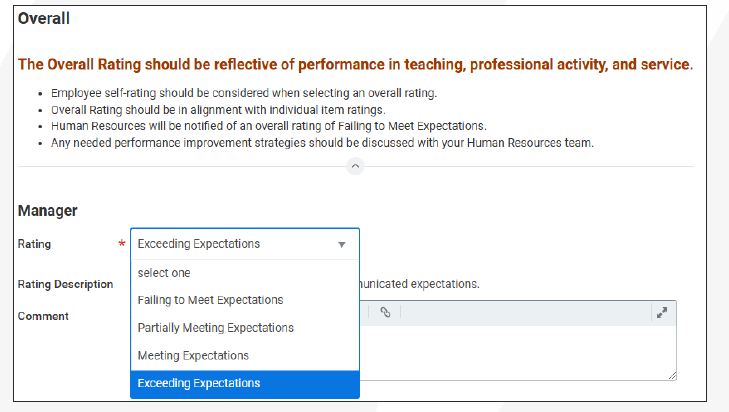 Overall
The Overall Rating should be reflective of performance in teaching, professional activity, and service.
• Employee self-rating should be considered when selecting an overall rating.
• Overall Rating should be in alignment with individual item ratings.
• Human Resources will be notified of an overall rating of Failing to Meet Expectations.
• Any needed performance improvement strategies should be discussed with your Human Resources team.
Manager
Rating * Exceeding Expectations
select one
Rating Description expectations.
Failing to Meet Expectations
Comment
Partially Meeting Expectations
Meeting Expectations
Exceeding Expectations